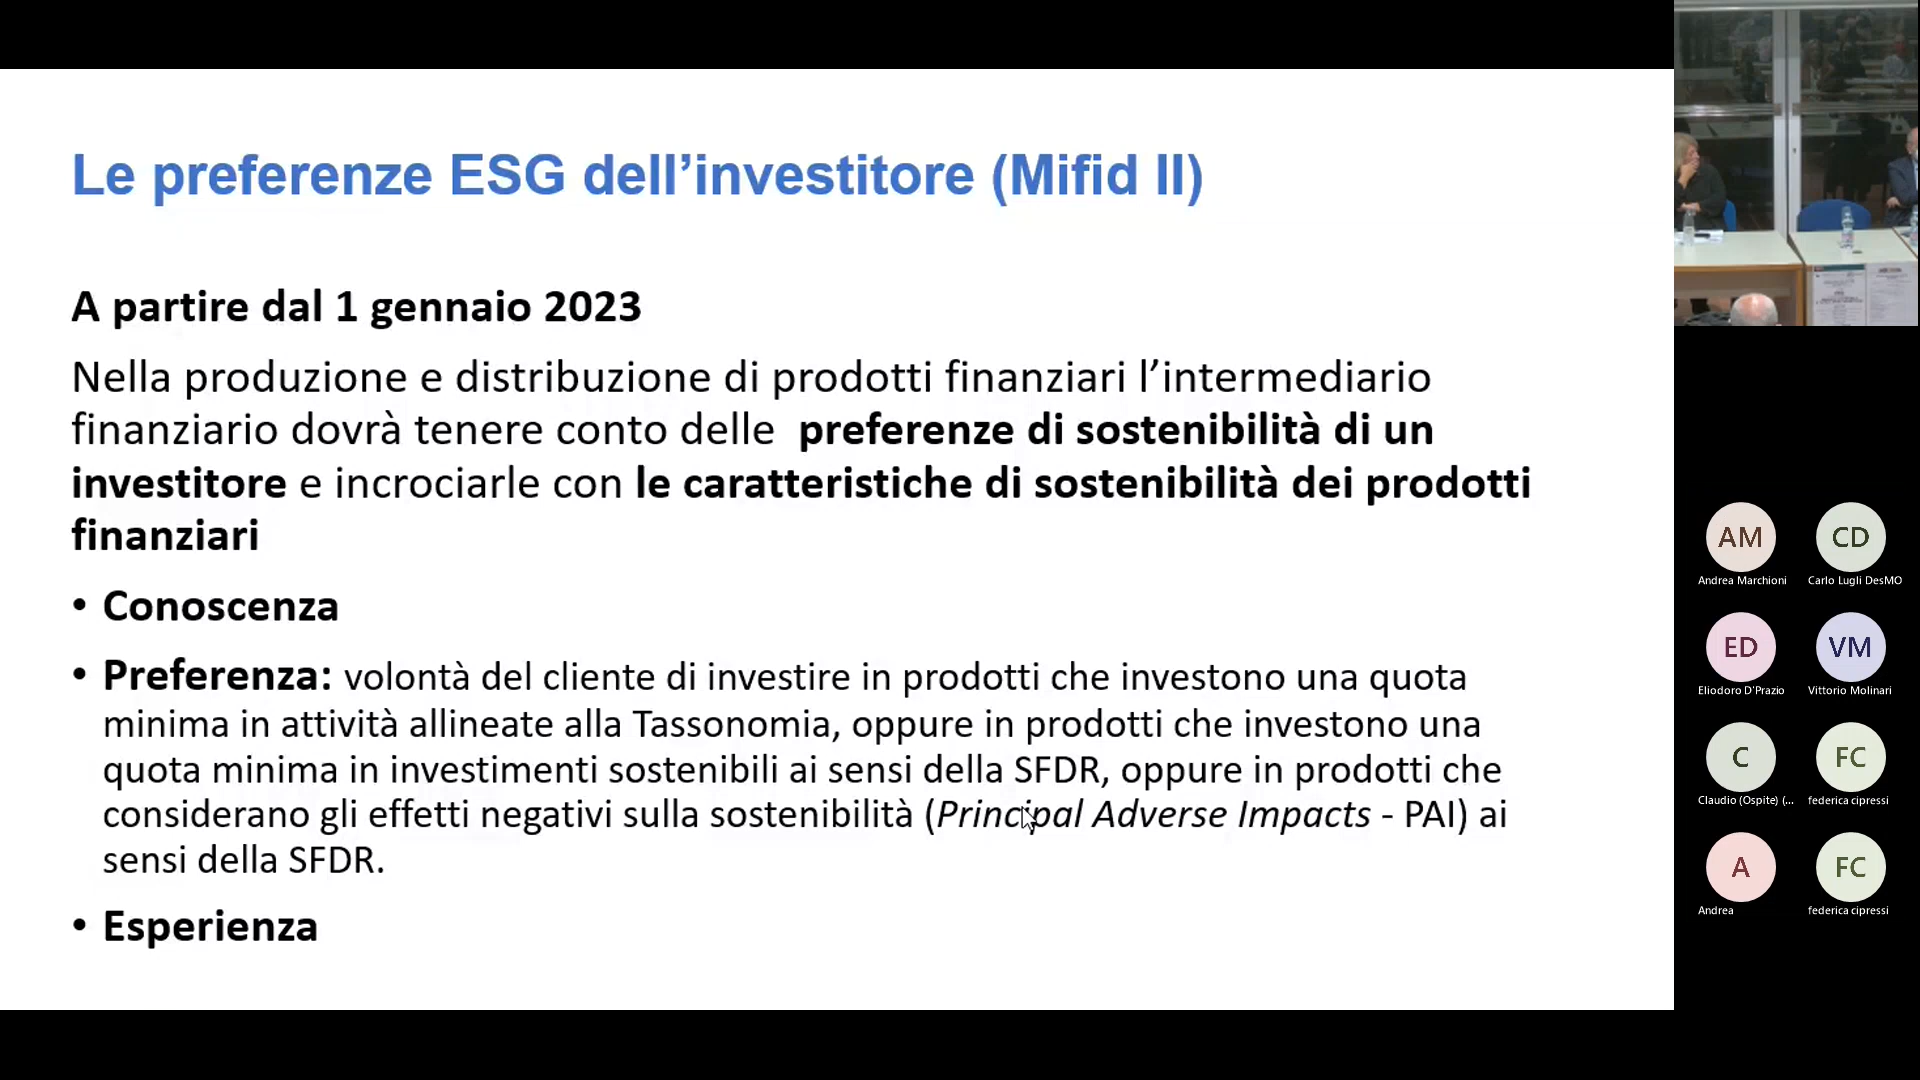 Le preferenze ESG dell’investitore (Mifid II)
A partire dal 1 gennaio 2023
Nella produzione e distribuzione di prodotti finanziari l’intermediario
finanziario dovrà tenere conto delle preferenze di sostenibilità di un
investitore e incrociarle con le caratteristiche di sostenibilità dei prodotti
finanziari
• Conoscenza
• Preferenza: volontà del cliente di investire in prodotti che investono una quota
minima in attività allineate alla Tassonomia, oppure in prodotti che investono una
quota minima in investimenti sostenibili ai sensi della SFDR, oppure in prodotti che
considerano gli effetti negativi sulla sostenibilità (Principal Adverse Impacts - PAI) ai
sensi della SFDR.
• Esperienza
AM
Andrea Marchioni
CD
Carlo Lugli DesMO
ED
Eliodoro D'Prazio
VM
Vittorio Molinari
C
Claudio (Ospite) (...
FC
federica cipressi
A
Andrea
FC
federica cipressi